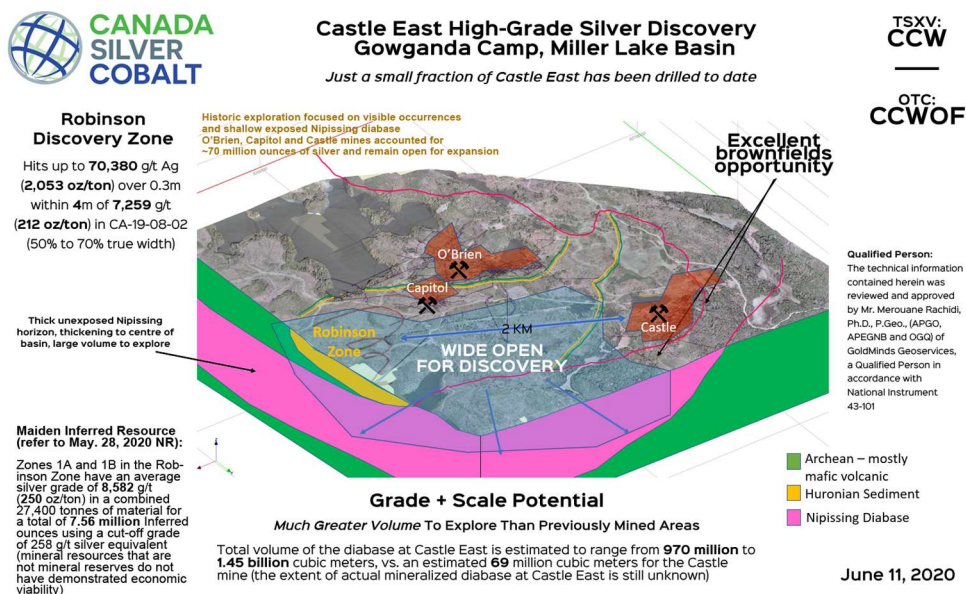 CANADA
SILVER
COBALT
Castle East High-Grade Silver Discovery
Gowganda Camp, Miller Lake Basin
Just a small fraction of Castle East has been drilled to date
TSXV:
CCW
OTC:
CCWOF
Robinson
Discovery Zone
Hits up to 70,380 g/t Ag
(2,053 oz/ton) over 0.3m
within 4m of 7,259 g/t
(212 oz/ton) in CA-19-08-02
(50% to 70% true width)
Historic exploration focused on visible occurrences
and shallow exposed Nipissing diabase
O'Brien, Capitol and Castle mines accounted for
~70 million ounces of silver and remain open for expansion
Excellent
brownfields
opportunity
O'Brien
Capitol
Castle
Robinson
Zone
2 KM
WIDE OPEN
FOR DISCOVERY
Thick unexposed Nipissing
horizon, thickening to centre of
basin, large volume to explore
Qualified Person:
The technical information
contained herein was
reviewed and approved
by Mr. Merouane Rachidi,
Ph.D., P.Geo., (APGO,
APEGNB and OGQ) of
GoldMinds Geoservices,
a Qualified Person in
accordance with
National Instrument
43-101
Maiden Inferred Resource
(refer to May. 28, 2020 NR):
Zones 1A and 1B in the Rob-
inson Zone have an average
silver grade of 8,582 g/t
(250 oz/ton) in a combined
27,400 tonnes of material for
a total of 7.56 million Inferred
ounces using a cut-off grade
of 258 g/t silver equivalent
(mineral resources that are
not mineral reserves do not
have demonstrated economic
viability)
Archean – mostly
mafic volcanic
Huronian Sediment
Nipissing Diabase
Grade + Scale Potential
Much Greater Volume To Explore Than Previously Mined Areas
Total volume of the diabase at Castle East is estimated to range from 970 million to
1.45 billion cubic meters, vs. an estimated 69 million cubic meters for the Castle
mine (the extent of actual mineralized diabase at Castle East is still unknown)
June 11, 2020